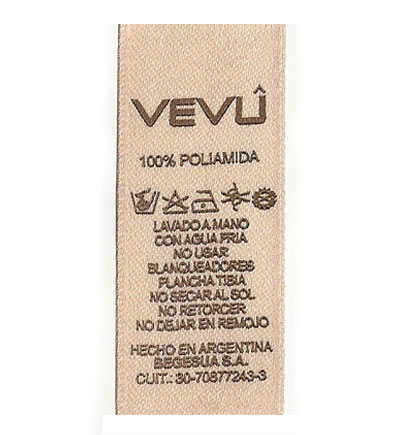 VEVÛ
100% POLIAMIDA
LAVADO A MANO
CON AGUA FRIA
NO USAR
BLANQUEADORES
PLANCHA TIBIA
NO SECAR AL SOL
NO RETORCER
NO DEJAR EN REMOJO
HECHO EN ARGENTINA
BEGESUA S.A.
CUIT.: 30-70877243-3